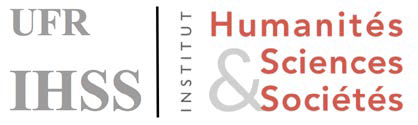 UFR
IHSS
INSTITUT
Humanités
& Sciences
Sociétés